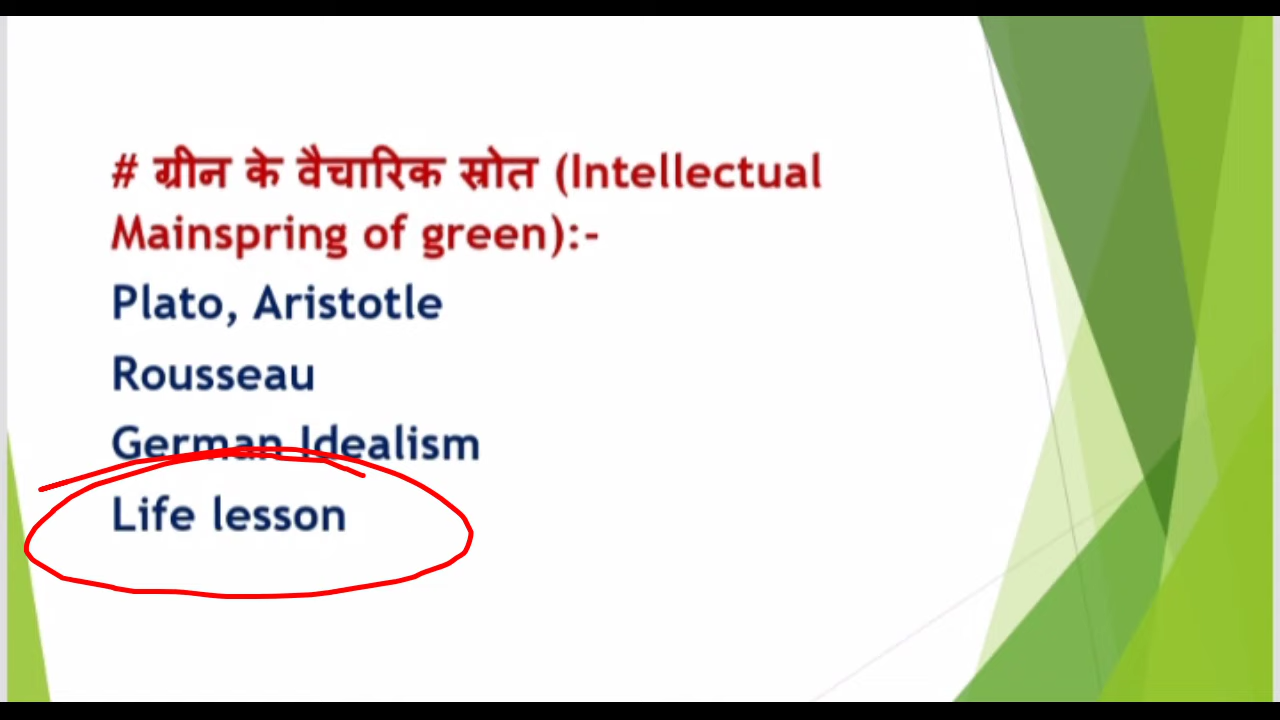 # ग्रीन के वैचारिक स्रोत (Intellectual
Mainspring of green):-
Plato, Aristotle
Rousseau
German Idealism
Life lesson